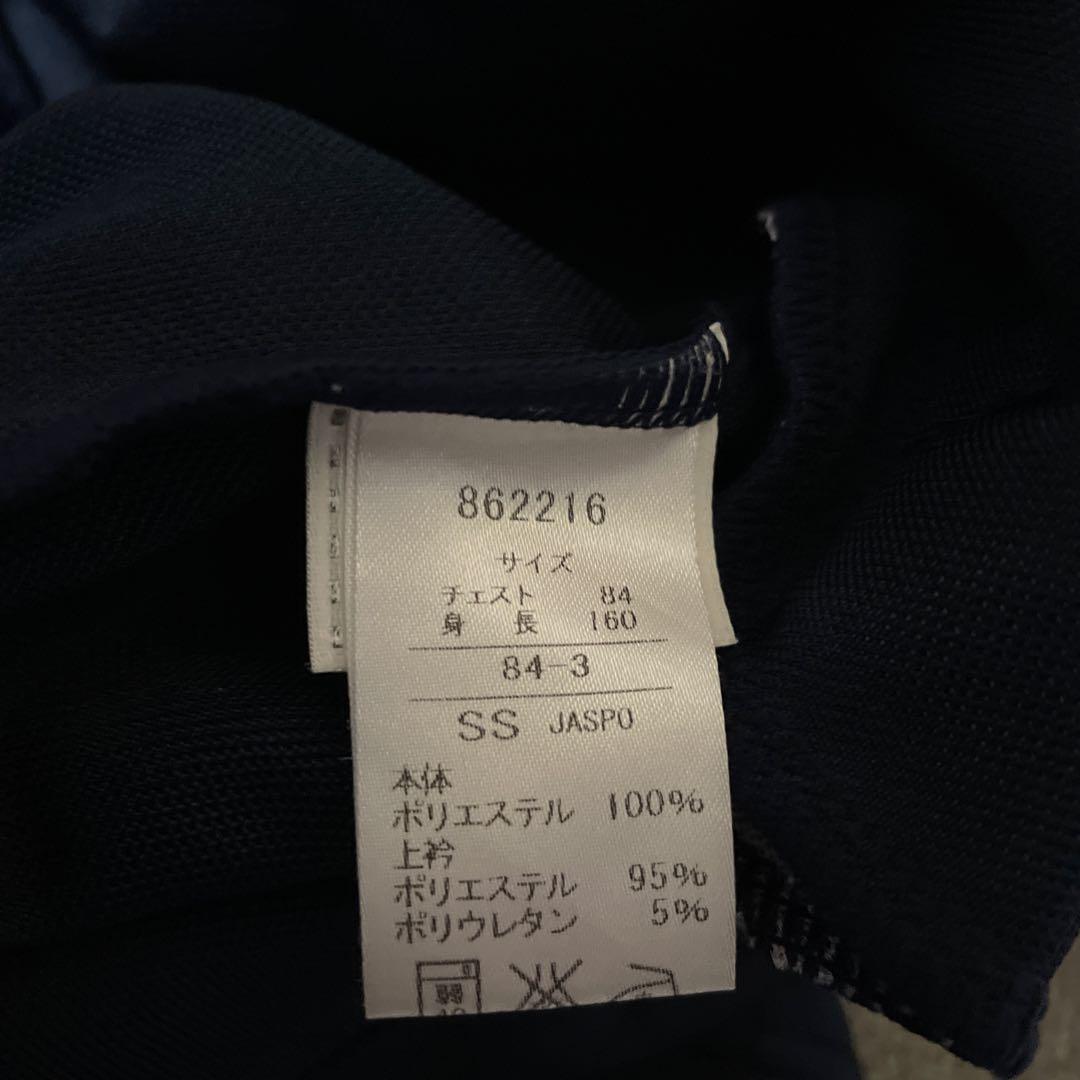 862216
サイズ
チェスト 84
身長 160
84-3
SS JASPO
本体
ポリエステル 100%
上衿
ポリエステル 95%
ポリウレタン 5%
弱